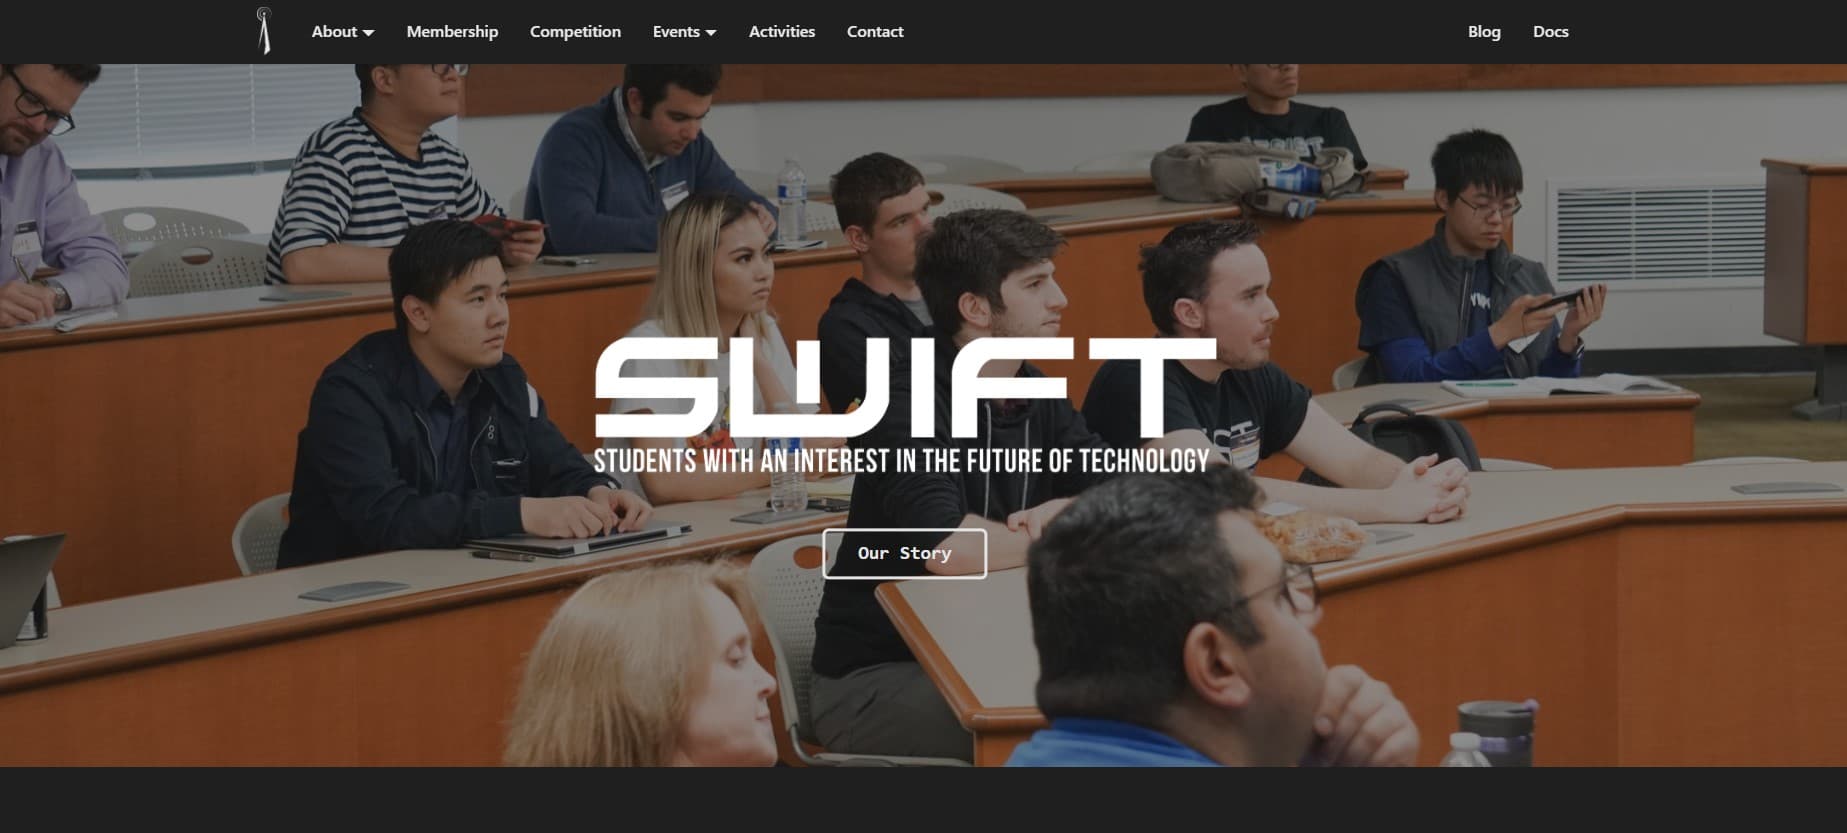 About
Membership
Competition
Events
Activities
Contact
Blog
Docs
SWIFT
STUDENTS WITH AN INTEREST IN THE FUTURE OF TECHNOLOGY
Our Story